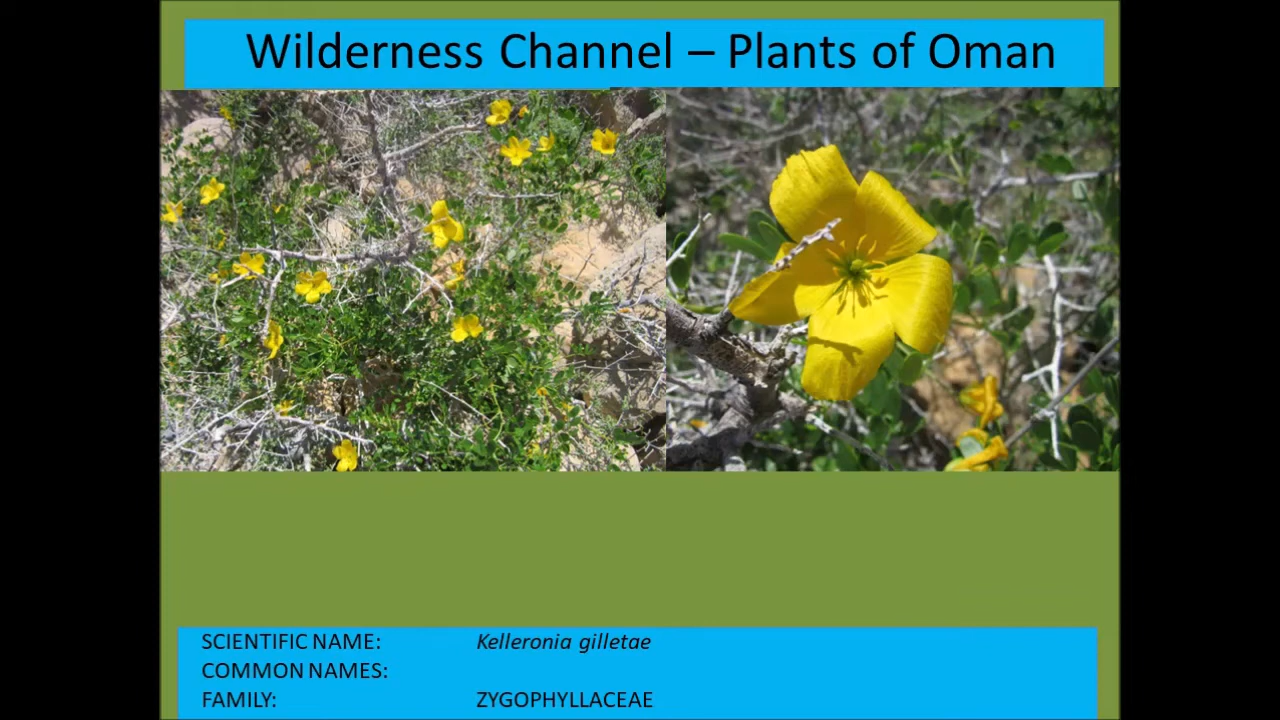 Wilderness Channel – Plants of Oman
SCIENTIFIC NAME: Kelleronia gilletae
COMMON NAMES:
FAMILY: ZYGOPHYLLACEAE